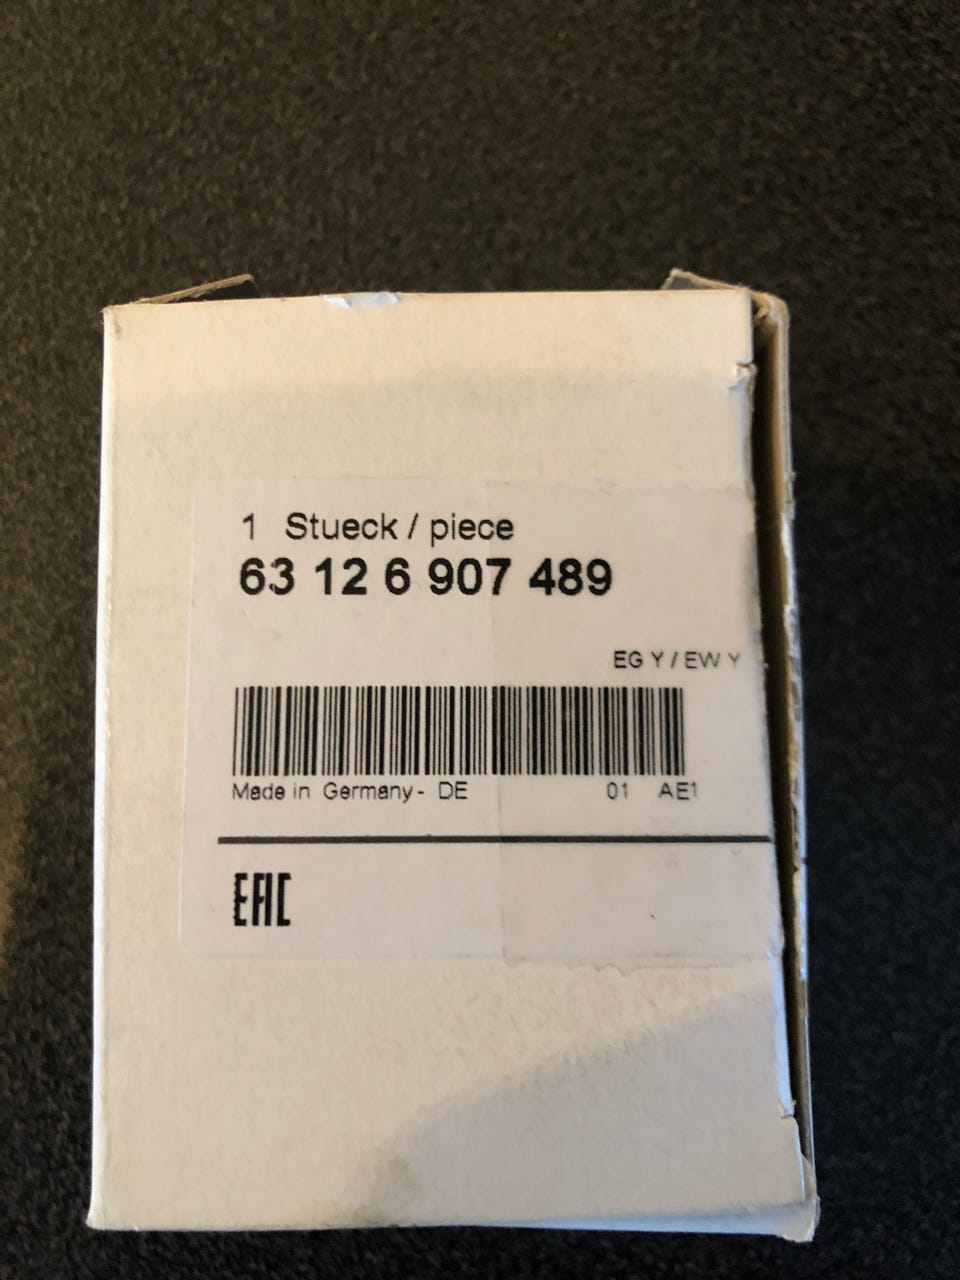 1 Stueck / piece
63 12 6 907 489
EG Y / EW Y
Made in Germany - DE 01 AE1
EAC